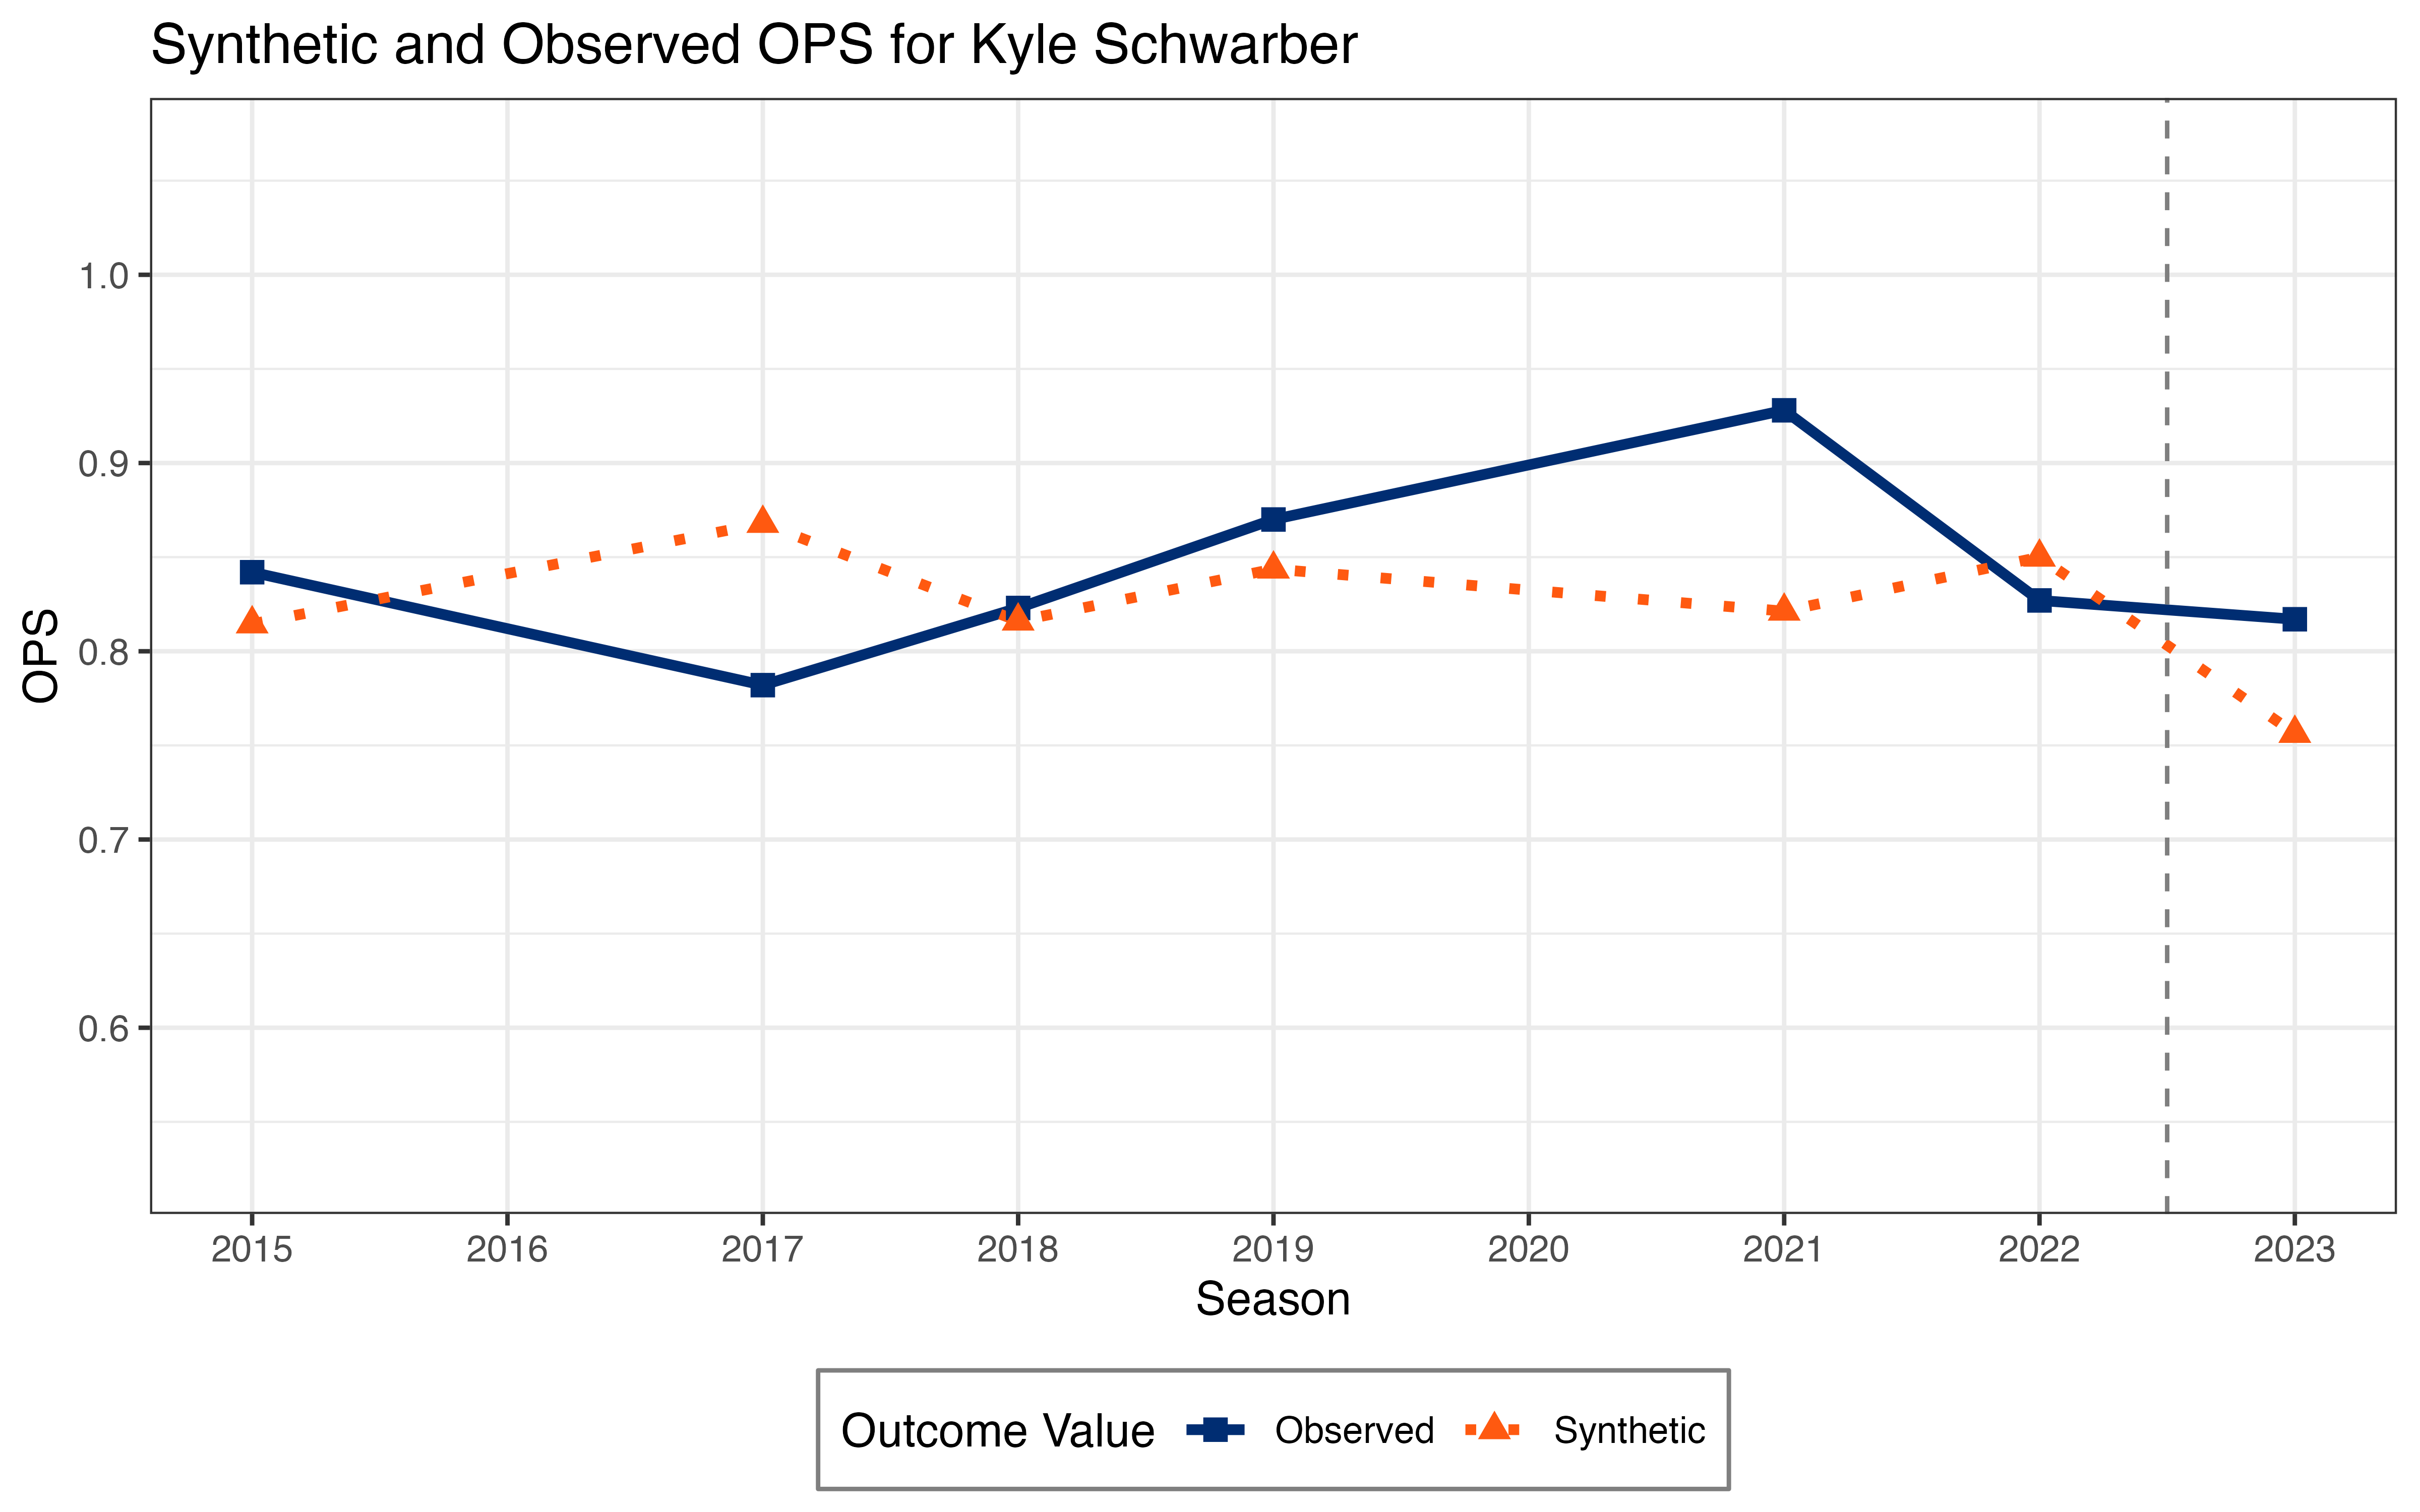 Synthetic and Observed OPS for Kyle Schwarber
OPS
1.0
0.9
0.8
0.7
0.6
2015 2016 2017 2018 2019 2020 2021 2022 2023
Season
Outcome Value Observed Synthetic